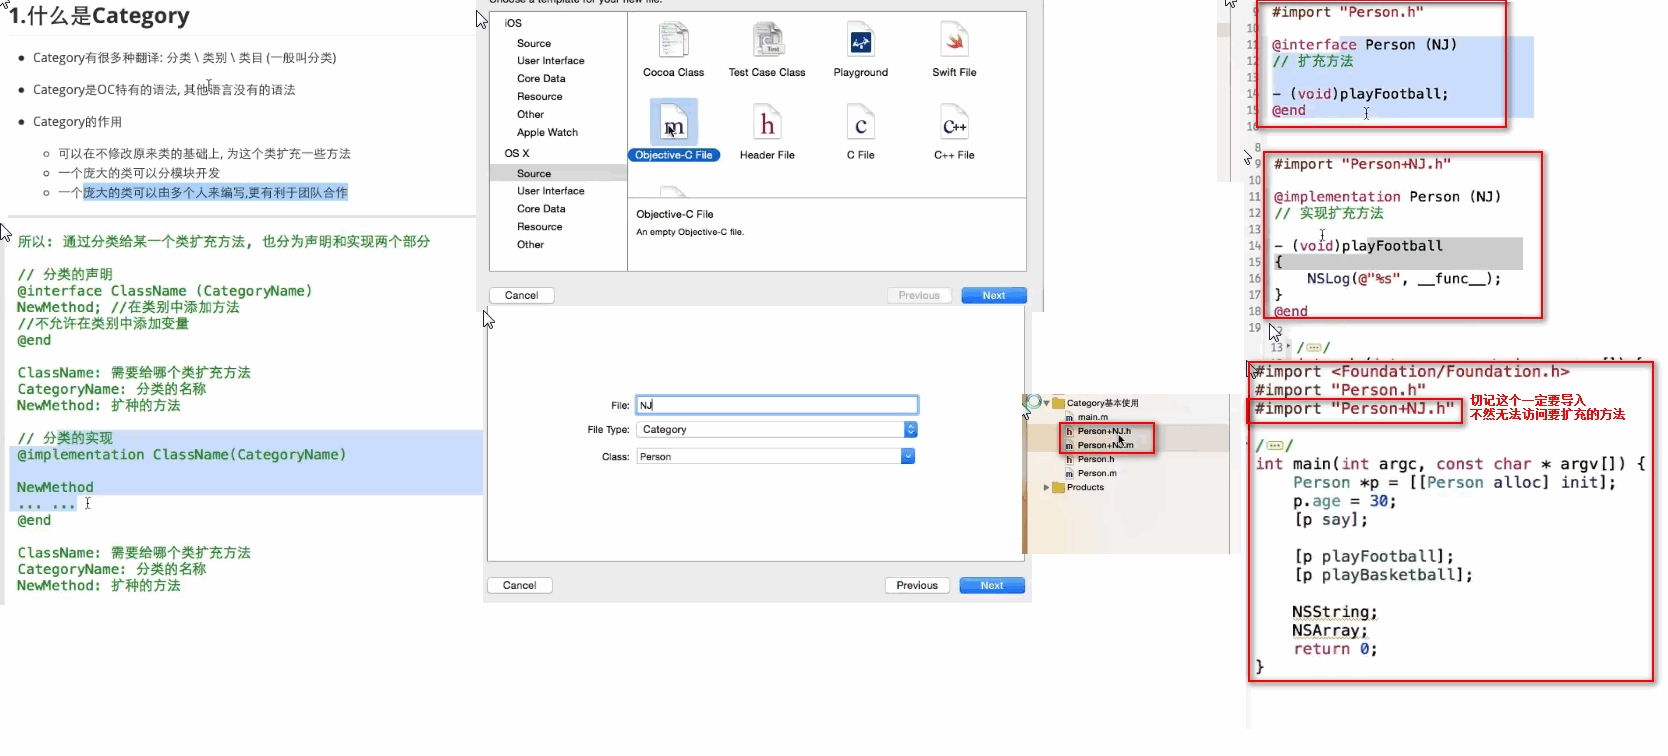 1.什么是Category
Category有很多种翻译: 分类 \ 类别 \ 类目 (一般叫分类)
Category是OC特有的语法, 其他语言没有的语法
Category的作用
可以在不修改原来类的基础上, 为这个类扩充一些方法
一个庞大的类可以分模块开发
一个庞大的类可以由多个人来编写,更有利于团队合作
所以: 通过分类给某一个类扩充方法, 也分为声明和实现两个部分
// 分类的声明
@interface ClassName (CategoryName)
NewMethod; //在类别中添加方法
//不允许在类别中添加变量
@end
ClassName: 需要给哪个类扩充方法
CategoryName: 分类的名称
NewMethod: 扩种的方法
// 分类的实现
@implementation ClassName(CategoryName)
NewMethod
... ...
@end
ClassName: 需要给哪个类扩充方法
CategoryName: 分类的名称
NewMethod: 扩种的方法
Choose a template for your new file:
iOS
Source
User Interface
Core Data
Resource
Other
Apple Watch
OS X
Source
User Interface
Core Data
Resource
Other
Cocoa Class
Test Case Class
Playground
Swift File
Objective-C File
Header File
C File
C++ File
Objective-C File
An empty Objective-C file.
Cancel
Previous
Next
File: NJ
File Type: Category
Class: Person
Cancel
Previous
Next
Category基本使用
main.m
Person+NJ.h
Person+NJ.m
Person.h
Person.m
Products
9 #import "Person.h"
10
11 @interface Person (NJ)
12 // 扩充方法
13
14 - (void)playFootball;
15 @end
16
8
9 #import "Person+NJ.h"
10
11 @implementation Person (NJ)
12 // 实现扩充方法
13
14 - (void)playFootball
15 {
16 NSLog(@"%s", __func__);
17 }
18 @end
19
13 /.../
#import <Foundation/Foundation.h>
#import "Person.h"
#import "Person+NJ.h"
切记这个一定要导入
不然无法访问要扩充的方法
/.../
int main(int argc, const char * argv[]) {
Person *p = [[Person alloc] init];
p.age = 30;
[p say];
[p playFootball];
[p playBasketball];
NSString;
NSArray;
return 0;
}